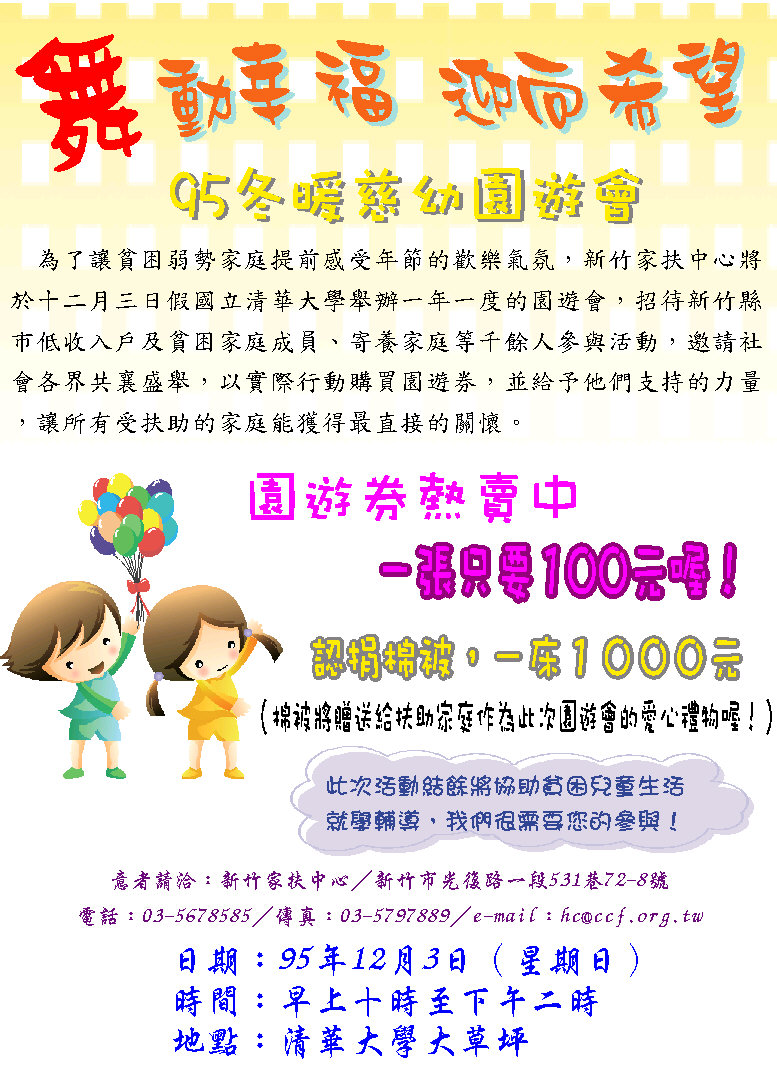 舞動幸福 迎向希望
95冬暖慈幼園遊會
為了讓貧困弱勢家庭提前感受年節的歡樂氣氛，新竹家扶中心將
於十二月三日假國立清華大學舉辦一年一度的園遊會，招待新竹縣
市低收入戶及貧困家庭成員、寄養家庭等千餘人參與活動，邀請社
會各界共襄盛舉，以實際行動購買園遊券，並給予他們支持的力量
，讓所有受扶助的家庭能獲得最直接的關懷。
園遊券熱賣中
一張只要100元喔！
認捐棉被，一床１０００元
（棉被將贈送給扶助家庭作為此次園遊會的愛心禮物喔！）
此次活動結餘將協助貧困兒童生活
就學輔導，我們很需要您的參與！
意者請洽：新竹家扶中心／新竹市光復路一段531巷72-8號
電話：03-5678585／傳真：03-5797889／e-mail：hc@ccf.org.tw
日期：95年12月3日（星期日）
時間：早上十時至下午二時
地點：清華大學大草坪